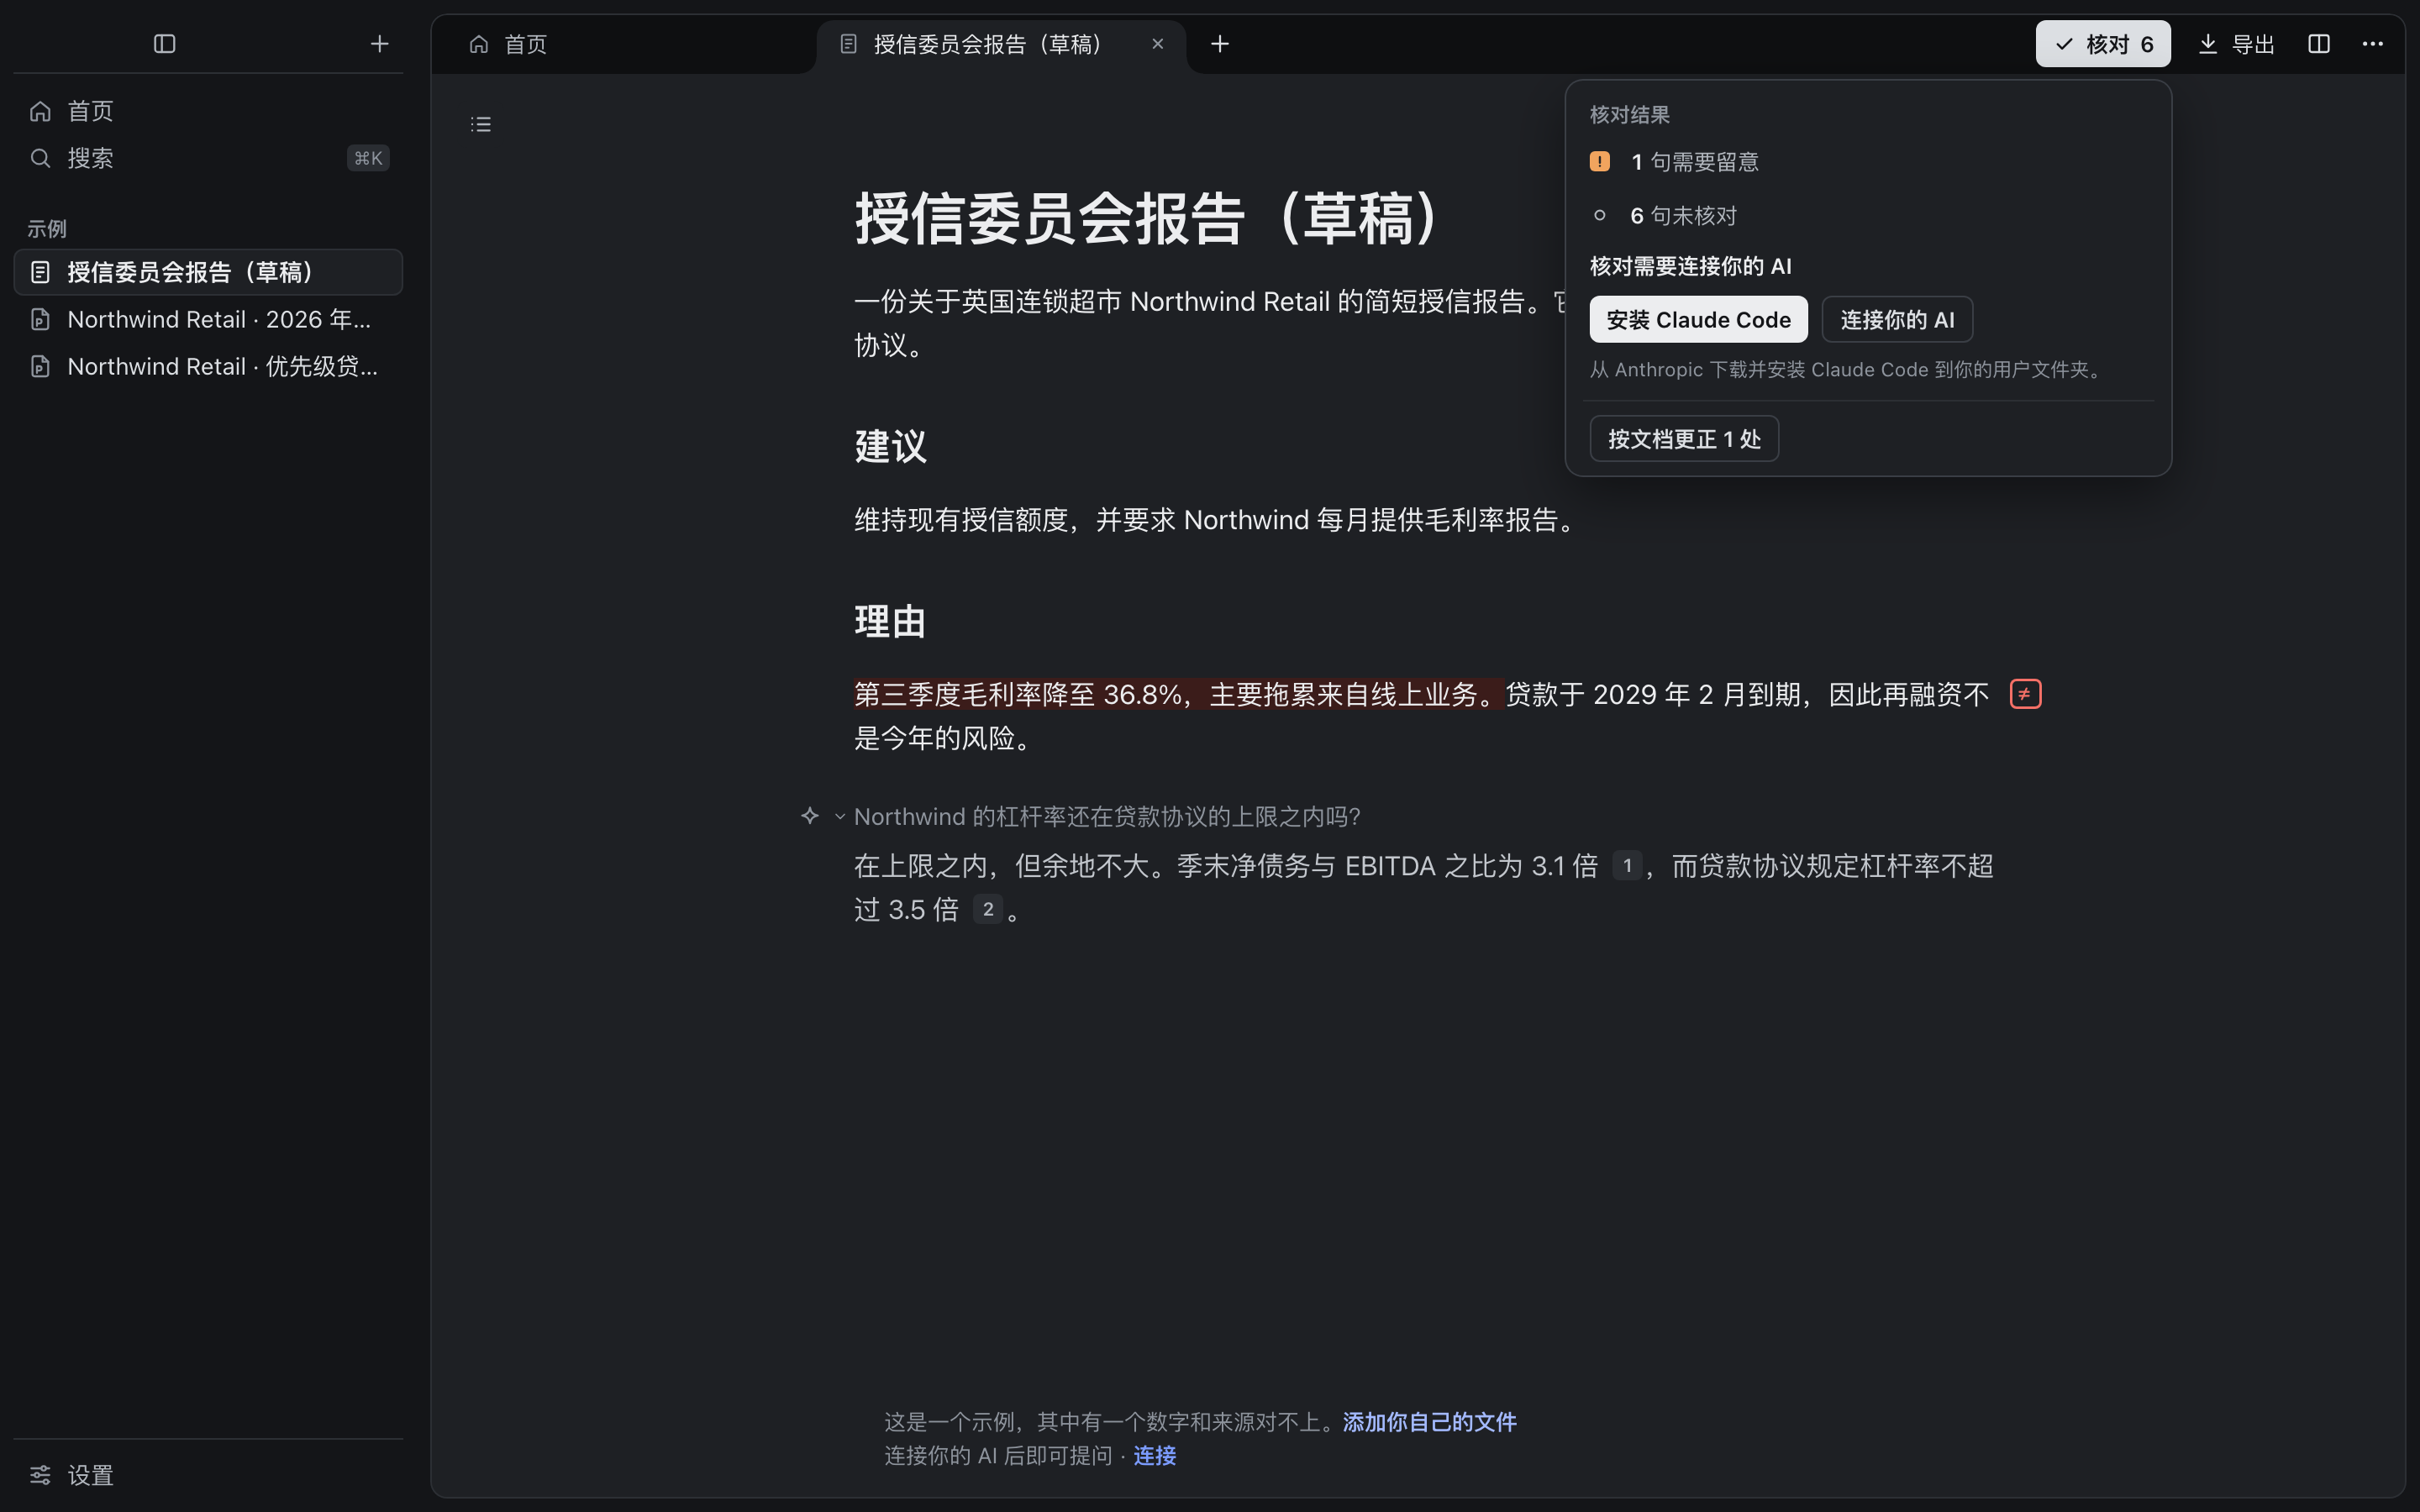 首页
搜索
⌘K
示例
授信委员会报告（草稿）
Northwind Retail · 2026 年...
Northwind Retail · 优先级贷...
设置
首页
授信委员会报告（草稿）
核对 6
导出
核对结果
1 句需要留意
6 句未核对
核对需要连接你的 AI
安装 Claude Code
连接你的 AI
从 Anthropic 下载并安装 Claude Code 到你的用户文件夹。
按文档更正 1 处
授信委员会报告（草稿）
一份关于英国连锁超市 Northwind Retail 的简短授信报告。
协议。
建议
维持现有授信额度，并要求 Northwind 每月提供毛利率报告。
理由
第三季度毛利率降至 36.8%，主要拖累来自线上业务。贷款于 2029 年 2 月到期，因此再融资不 ≠
是今年的风险。
Northwind 的杠杆率还在贷款协议的上限之内吗？
在上限之内，但余地不大。季末净债务与 EBITDA 之比为 3.1 倍 1，而贷款协议规定杠杆率不超
过 3.5 倍 2。
这是一个示例，其中有一个数字和来源对不上。添加你自己的文件
连接你的 AI 后即可提问 · 连接